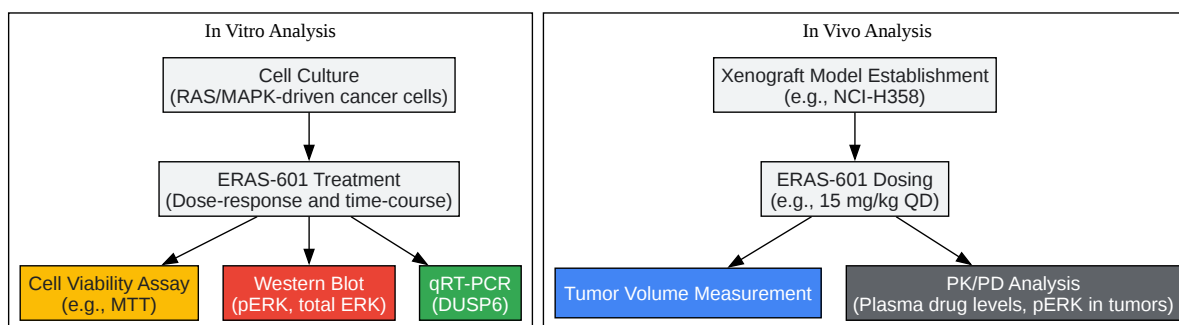 In Vitro Analysis
Cell Culture
(RAS/MAPK-driven cancer cells)
ERAS-601 Treatment
(Dose-response and time-course)
Cell Viability Assay
(e.g., MTT)
Western Blot
(pERK, total ERK)
qRT-PCR
(DUSP6)
In Vivo Analysis
Xenograft Model Establishment
(e.g., NCI-H358)
ERAS-601 Dosing
(e.g., 15 mg/kg QD)
Tumor Volume Measurement
PK/PD Analysis
(Plasma drug levels, pERK in tumors)